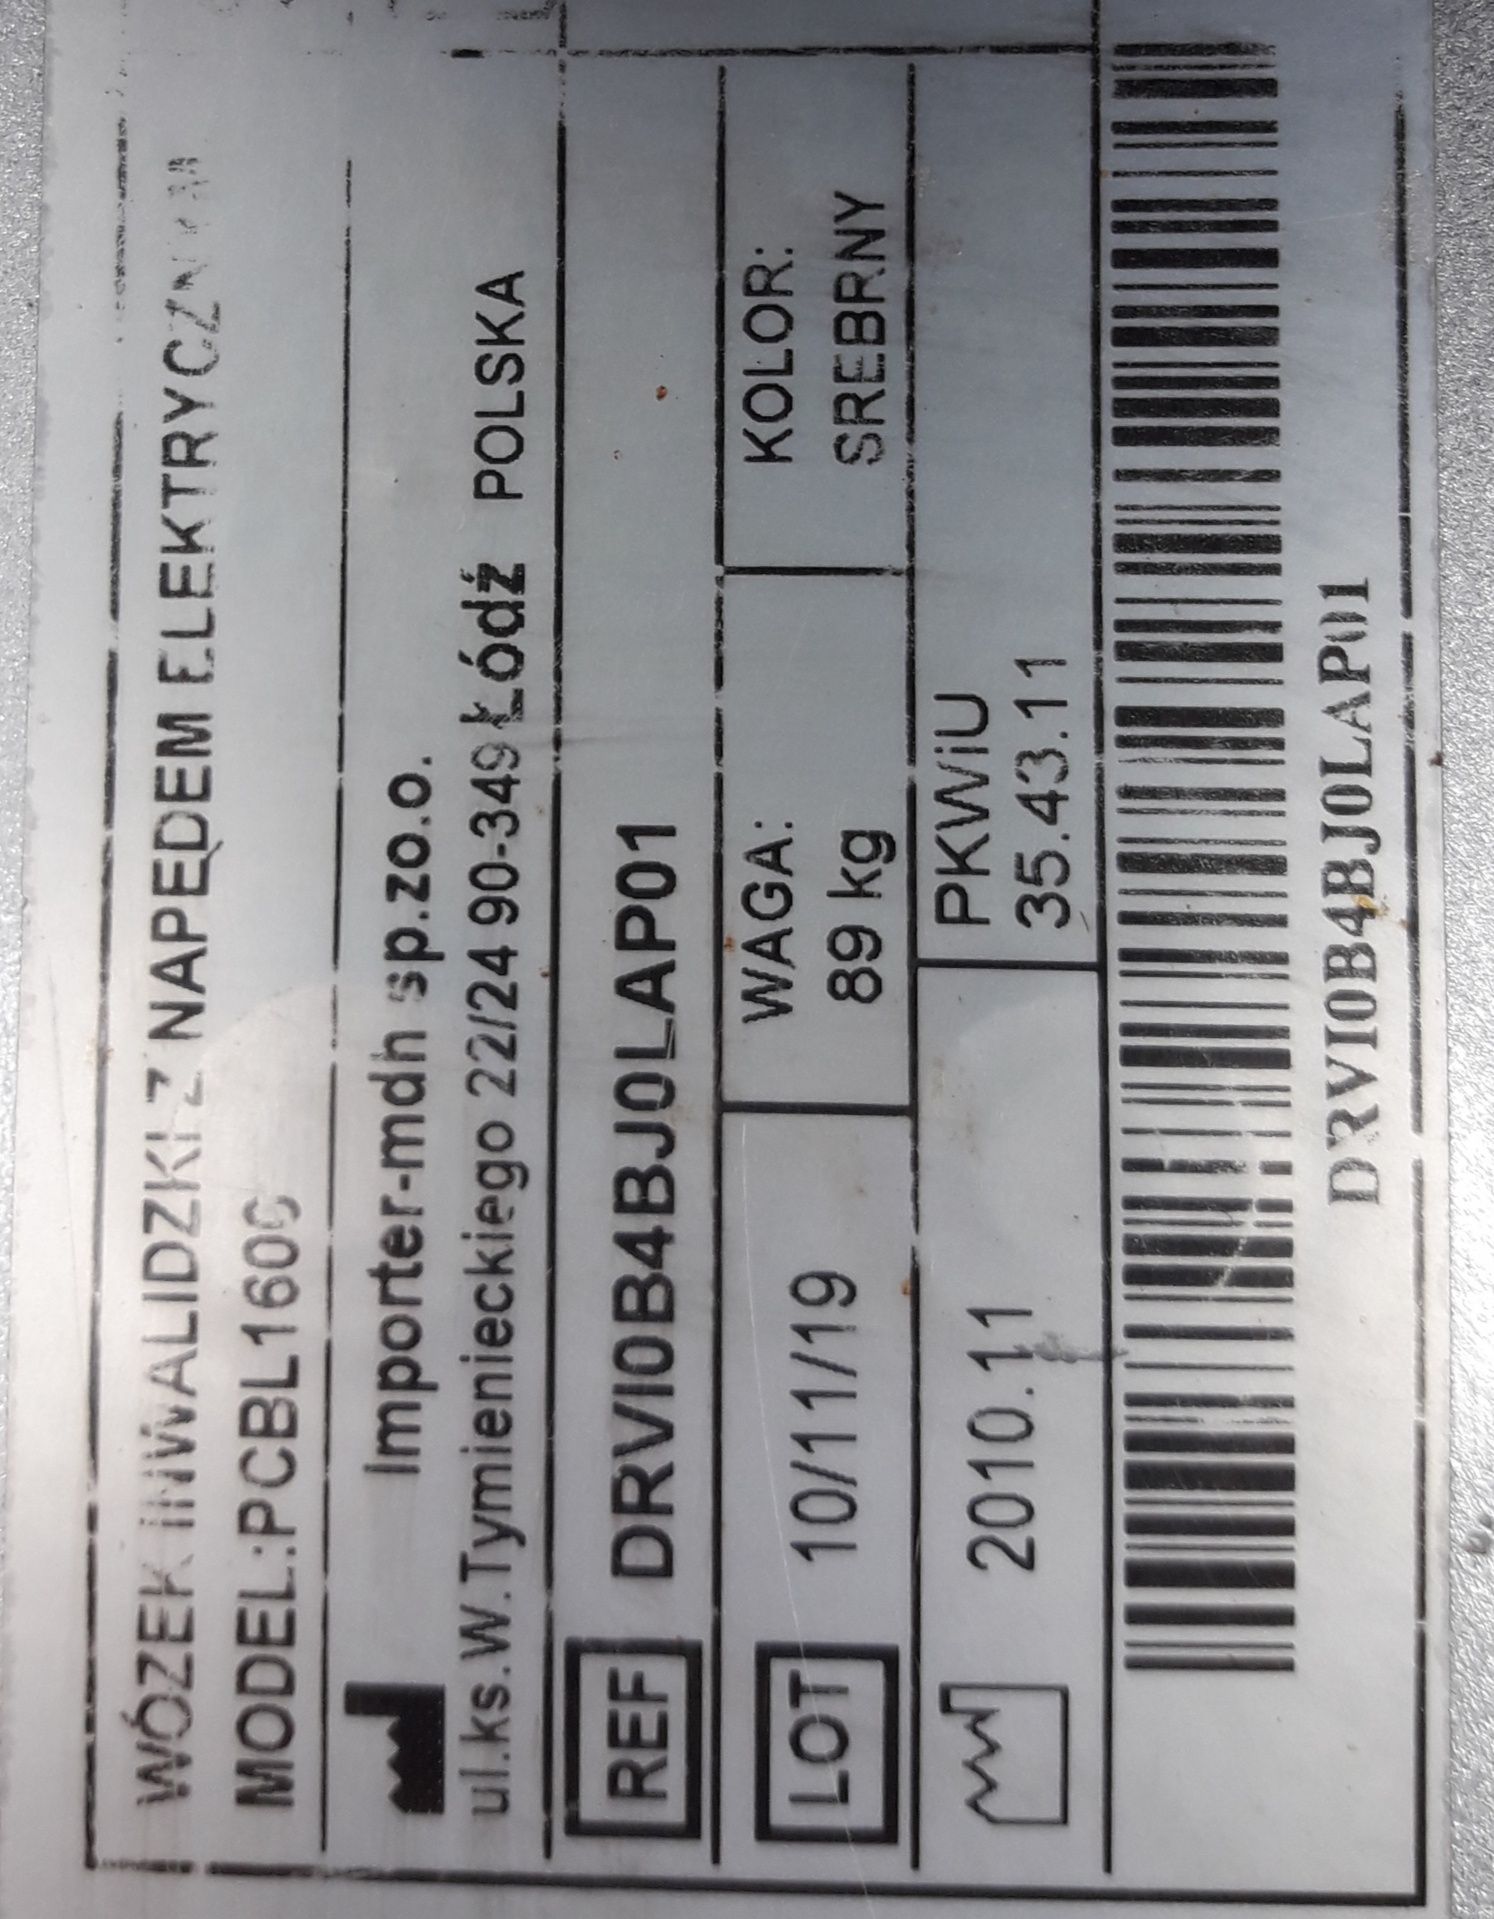 WÓZEK INWALIDZKI Z NAPĘDEM ELEKTRYCZNYM
MODEL:PCBL1600
Importer-mdh sp.zo.o.
ul.ks.W.Tymienieckiego 22/24 90-349 Łódź POLSKA
REF DRVI0B4BJ0LAP01
LOT 10/11/19
WAGA:
89 kg
KOLOR:
SREBRNY
2010.11
PKWiU
35.43.11
DRVI0B4BJ0LAP01